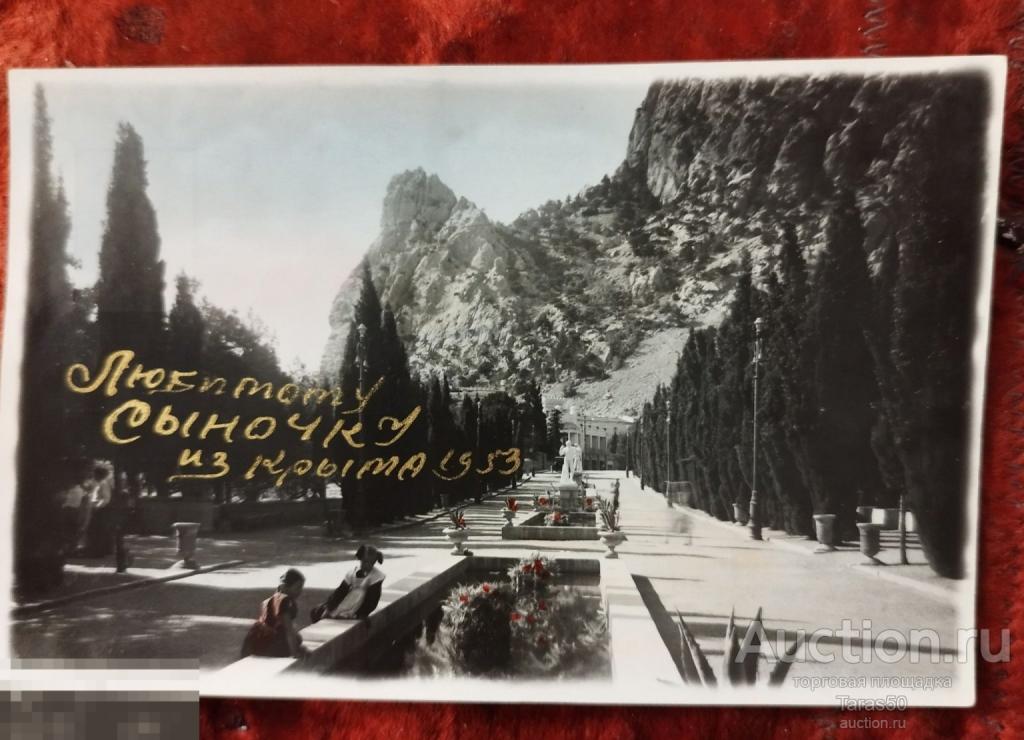 Любимому
Сыночку
из Крыма 1953
Auction.ru
торговая площадка
Taras50
auction.ru